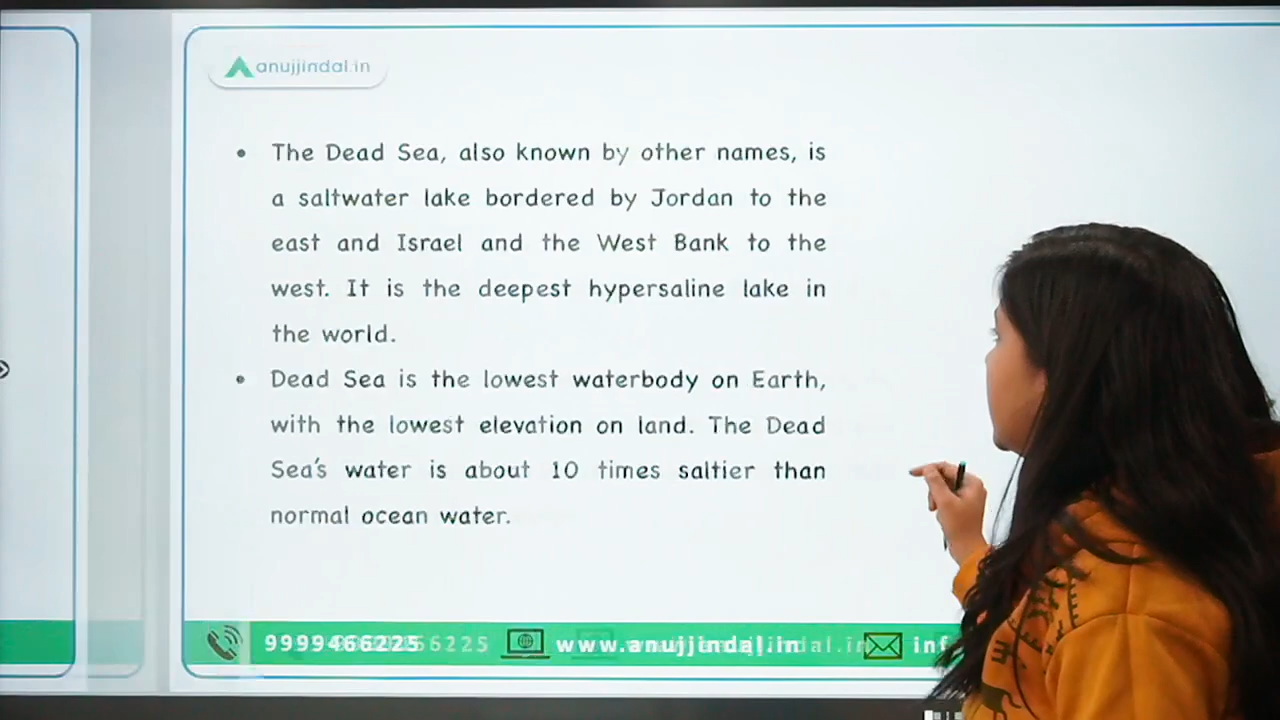 anujjindal.in
• The Dead Sea, also known by other names, is
a saltwater lake bordered by Jordan to the
east and Israel and the West Bank to the
west. It is the deepest hypersaline lake in
the world.
• Dead Sea is the lowest waterbody on Earth,
with the lowest elevation on land. The Dead
Sea's water is about 10 times saltier than
normal ocean water.
9999466225 www.anujjindal.in